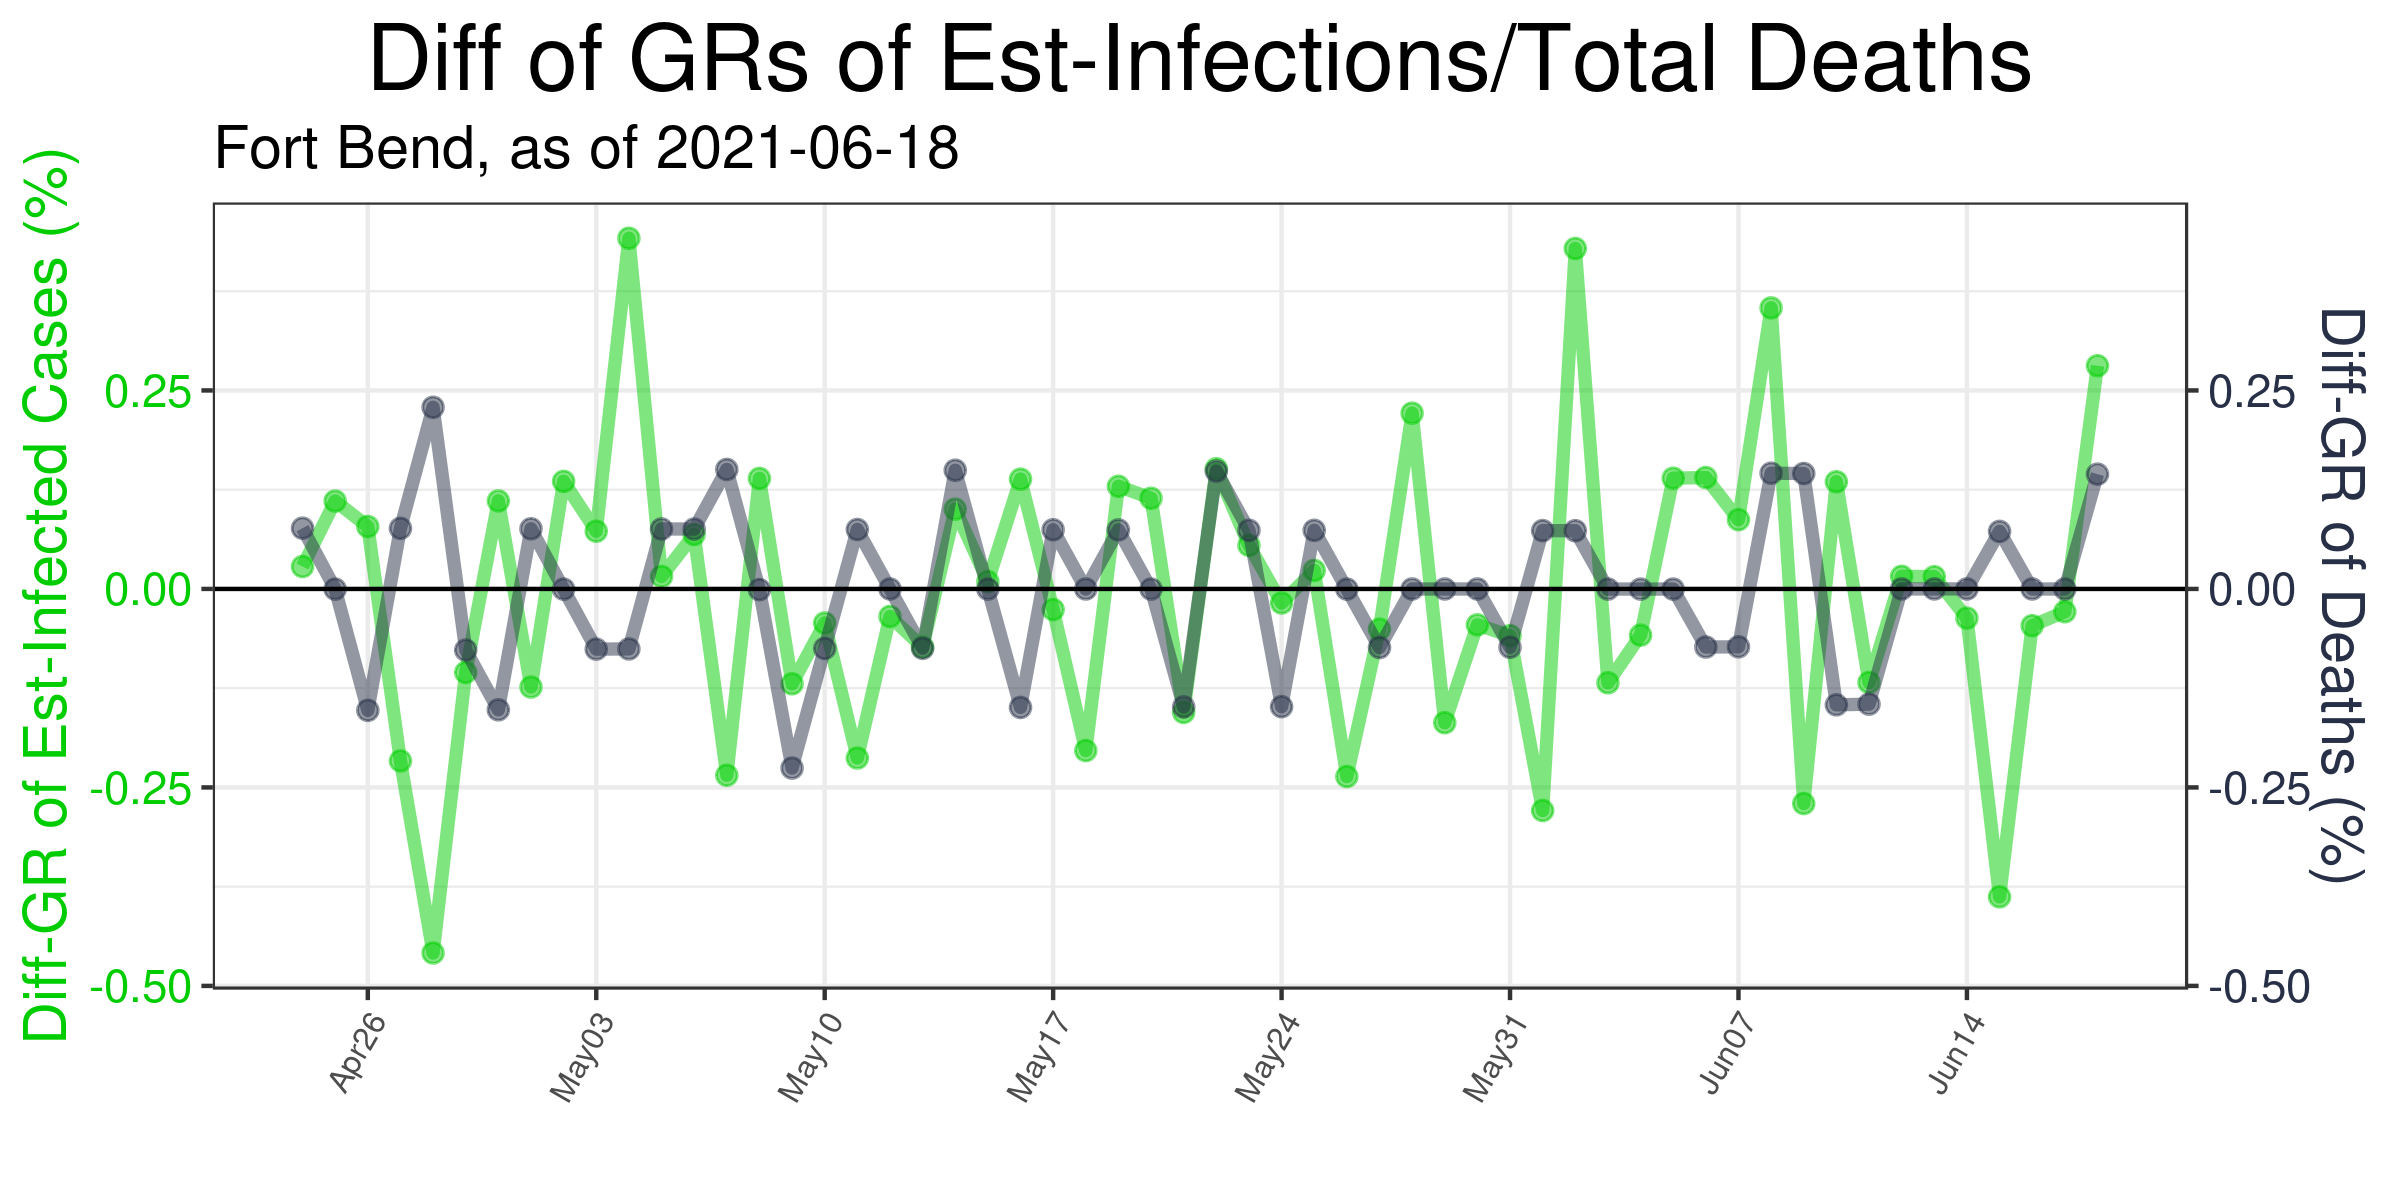 Diff of GRs of Est-Infections/Total Deaths
Fort Bend, as of 2021-06-18
Diff-GR of Est-Infected Cases (%)
0.25
0.00
-0.25
-0.50
0.25
0.00
-0.25
-0.50
Diff-GR of Deaths (%)
Apr26
May03
May10
May17
May24
May31
Jun07
Jun14